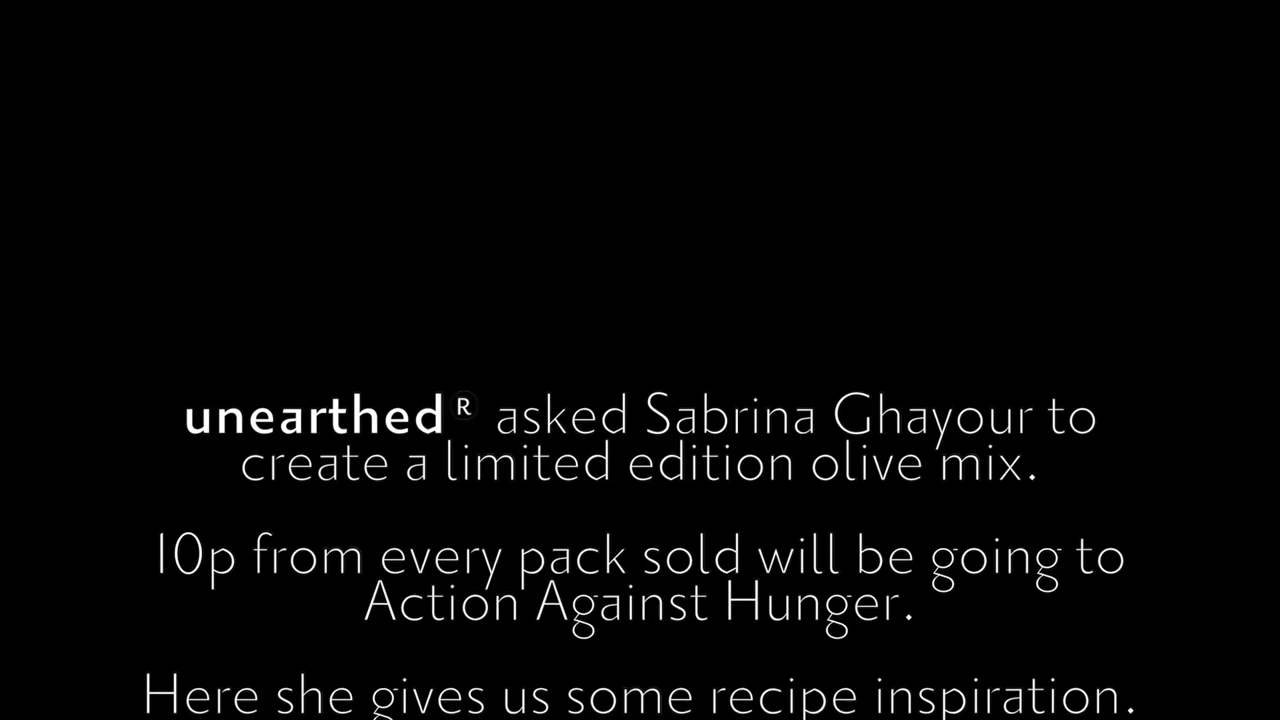 unearthed® asked Sabrina Ghayour to
create a limited edition olive mix.
10p from every pack sold will be going to
Action Against Hunger.
Here she gives us some recipe inspiration.